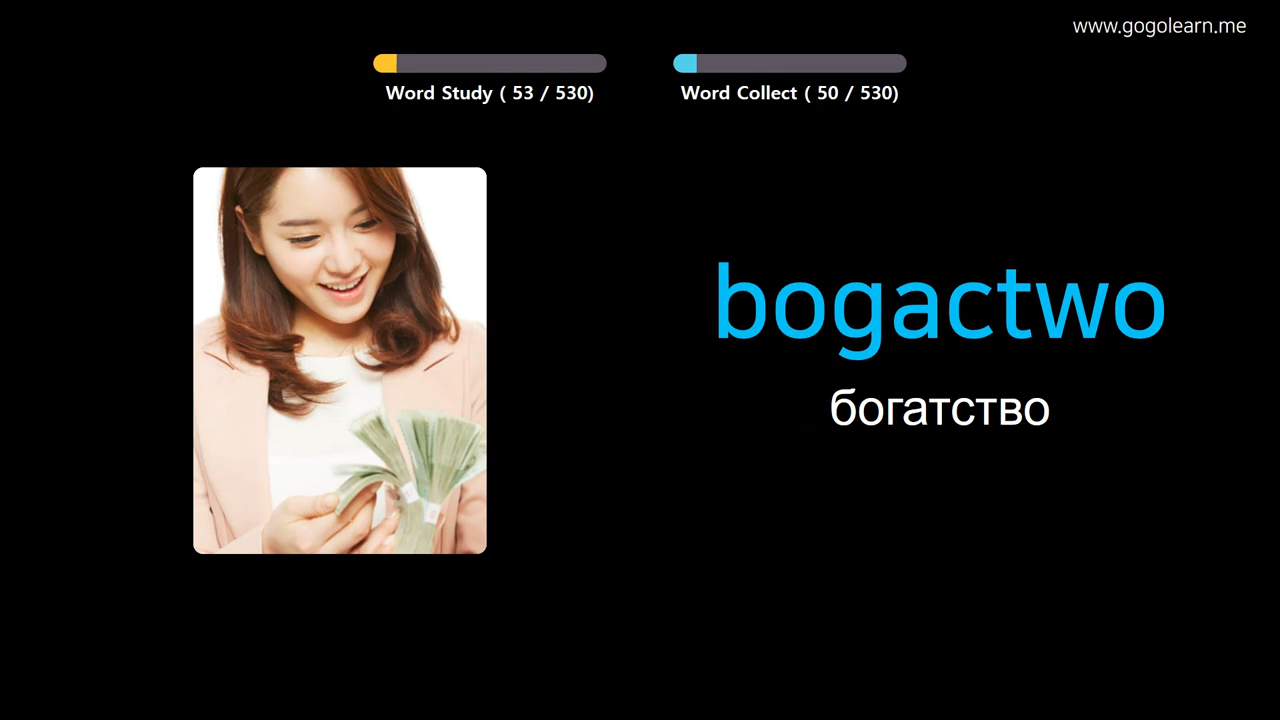 www.gogolearn.me
Word Study ( 53 / 530)
Word Collect ( 50 / 530)
bogactwo
богатство